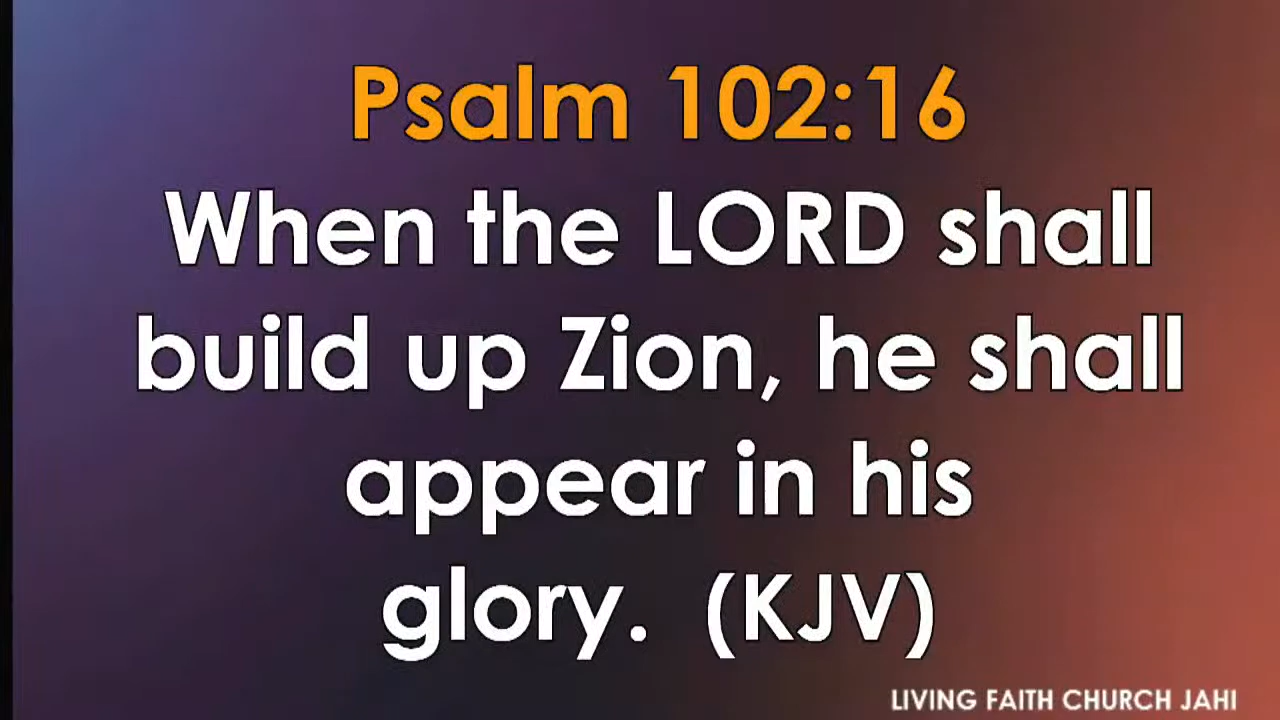 Psalm 102:16
When the LORD shall
build up Zion, he shall
appear in his
glory.  (KJV)
LIVING FAITH CHURCH JAHI